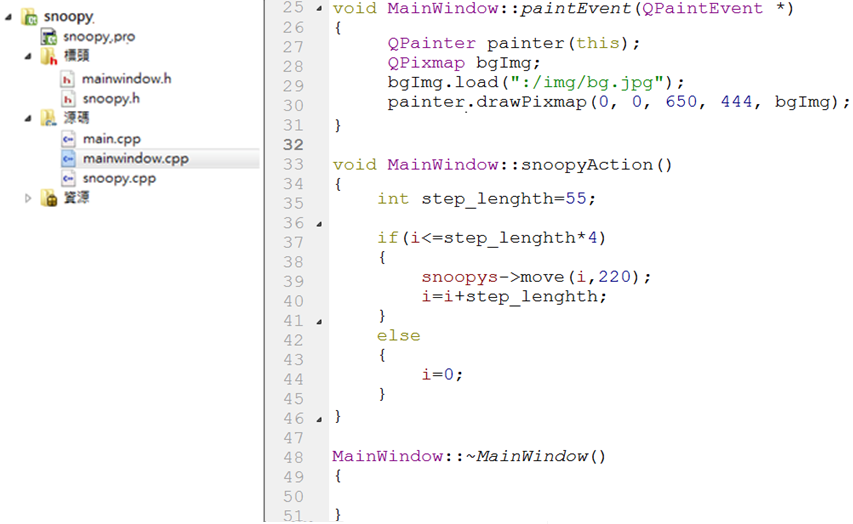 snoopy
snoopy.pro
標頭
mainwindow.h
snoopy.h
源碼
main.cpp
mainwindow.cpp
snoopy.cpp
資源
25 void MainWindow::paintEvent(QPaintEvent *)
26 {
27 QPainter painter(this);
28 QPixmap bgImg;
29 bgImg.load(":/img/bg.jpg");
30 painter.drawPixmap(0, 0, 650, 444, bgImg);
31 }
32
33 void MainWindow::snoopyAction()
34 {
35 int step_lenghth=55;
36
37 if(i<=step_lenghth*4)
38 {
39 snoopys->move(i,220);
40 i=i+step_lenghth;
41 }
42 else
43 {
44 i=0;
45 }
46 }
47
48 MainWindow::~MainWindow()
49 {
50
51 }